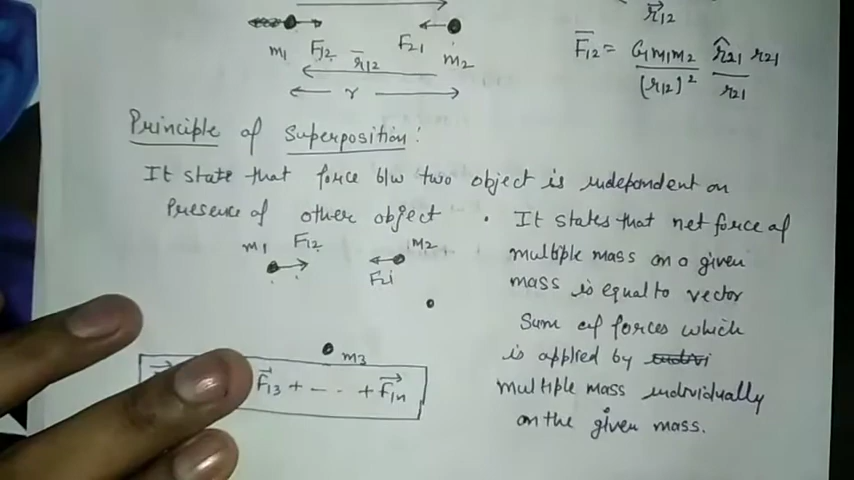 r⃗12
m1 F12 r̅12 F21 m2
r
F̅12 = G m1m2 r̂21 r21
(r12)² r21
Principle of Superposition:
It state that force b/w two object is independent on
Presence of other object
m1 F12 m2
F21
m3
F⃗13 + - - - + F⃗1n
• It states that net force of
multiple mass on a given
mass is equal to vector
Sum of forces which
is applied by
multiple mass individually
on the given mass.